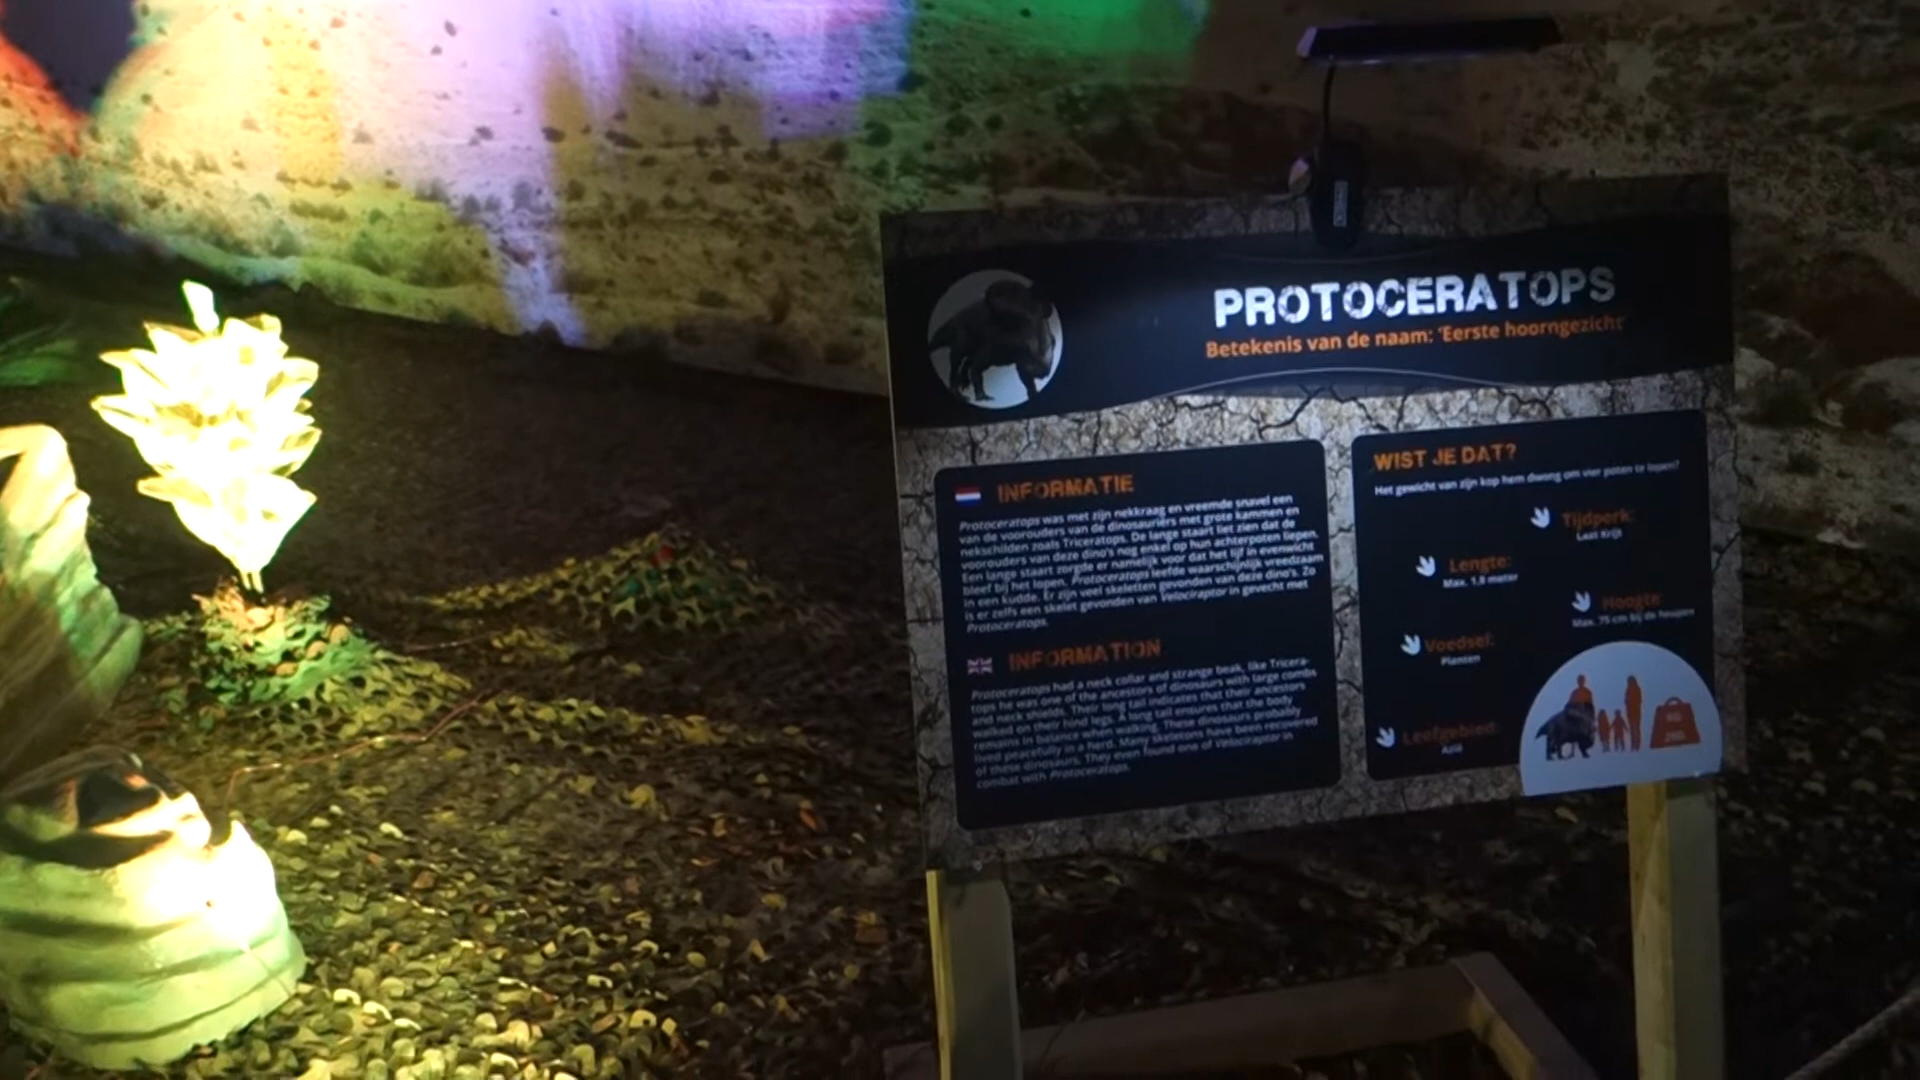 PROTOCERATOPS
Betekenis van de naam: 'Eerste hoorngezicht'
INFORMATIE
Protoceratops was met zijn nekkraag en vreemde snavel een
van de voorouders van de dinosauriërs met grote kammen en
nekschilden zoals Triceratops. De lange staart liet zien dat de
voorouders van deze dino's nog enkel op hun achterpoten liepen.
Een lange staart zorgde er namelijk voor dat het lijf in evenwicht
bleef bij het lopen. Protoceratops leefde waarschijnlijk vreedzaam
in een kudde. Er zijn veel skeletten gevonden van deze dino's. Zo
is er zelfs een skelet gevonden van Velociraptor in gevecht met
Protoceratops.
INFORMATION
Protoceratops had a neck collar and strange beak, like Tricera-
tops he was one of the ancestors of dinosaurs with large combs
and neck shields. Their long tail indicates that their ancestors
walked on their hind legs. A long tail ensures that the body
remains in balance when walking. These dinosaurs probably
lived peacefully in a herd. Many skeletons have been recovered
of these dinosaurs. They even found one of Velociraptor in
combat with Protoceratops.
WIST JE DAT?
Het gewicht van zijn kop hem dwong om vier poten te lopen?
Tijdperk:
Laat Krijt
Lengte:
Max. 1,8 meter
Hoogte:
Max. 75 cm bij de heupen
Voedsel:
Planten
Leefgebied:
Azië
KG